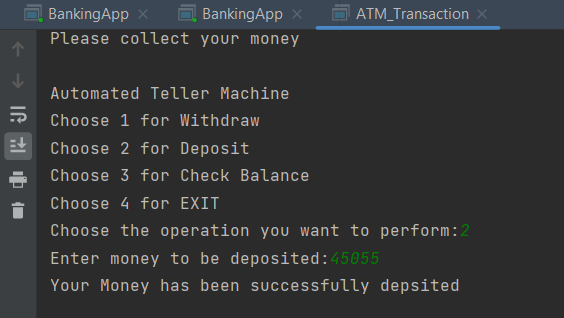 BankingApp BankingApp ATM_Transaction
Please collect your money
Automated Teller Machine
Choose 1 for Withdraw
Choose 2 for Deposit
Choose 3 for Check Balance
Choose 4 for EXIT
Choose the operation you want to perform:2
Enter money to be deposited:45055
Your Money has been successfully depsited